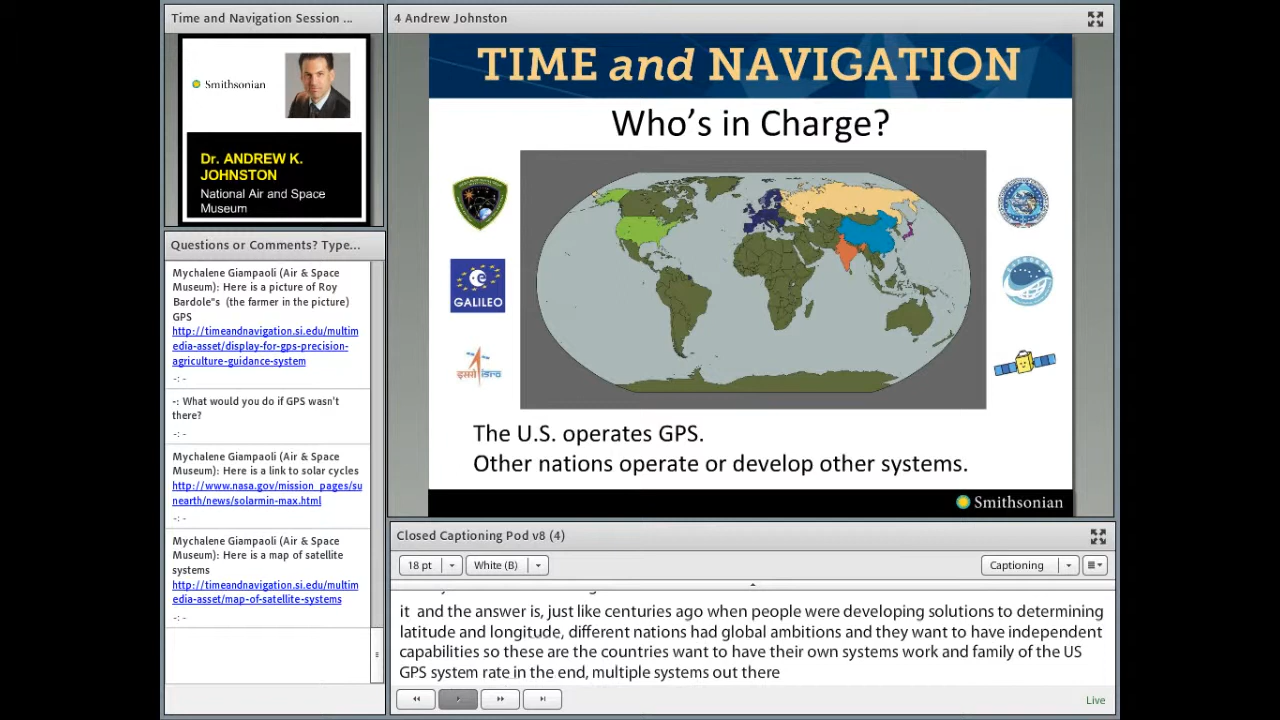 Time and Navigation Session ...
Smithsonian
Dr. ANDREW K.
JOHNSTON
National Air and Space
Museum
Questions or Comments? Type...
Mychalene Giampaoli (Air & Space
Museum): Here is a picture of Roy
Bardole"s (the farmer in the picture)
GPS
http://timeandnavigation.si.edu/multim
edia-asset/display-for-gps-precision-
agriculture-guidance-system
-: -
-: What would you do if GPS wasn't
there?
-: -
Mychalene Giampaoli (Air & Space
Museum): Here is a link to solar cycles
http://www.nasa.gov/mission_pages/su
nearth/news/solarmin-max.html
-: -
Mychalene Giampaoli (Air & Space
Museum): Here is a map of satellite
systems
http://timeandnavigation.si.edu/multim
edia-asset/map-of-satellite-systems
-: -
4 Andrew Johnston
TIME and NAVIGATION
Who's in Charge?
GALILEO
इसरो isra
The U.S. operates GPS.
Other nations operate or develop other systems.
Smithsonian
Closed Captioning Pod v8 (4)
18 pt
White (B)
Captioning
it and the answer is, just like centuries ago when people were developing solutions to determining
latitude and longitude, different nations had global ambitions and they want to have independent
capabilities so these are the countries want to have their own systems work and family of the US
GPS system rate in the end, multiple systems out there
Live